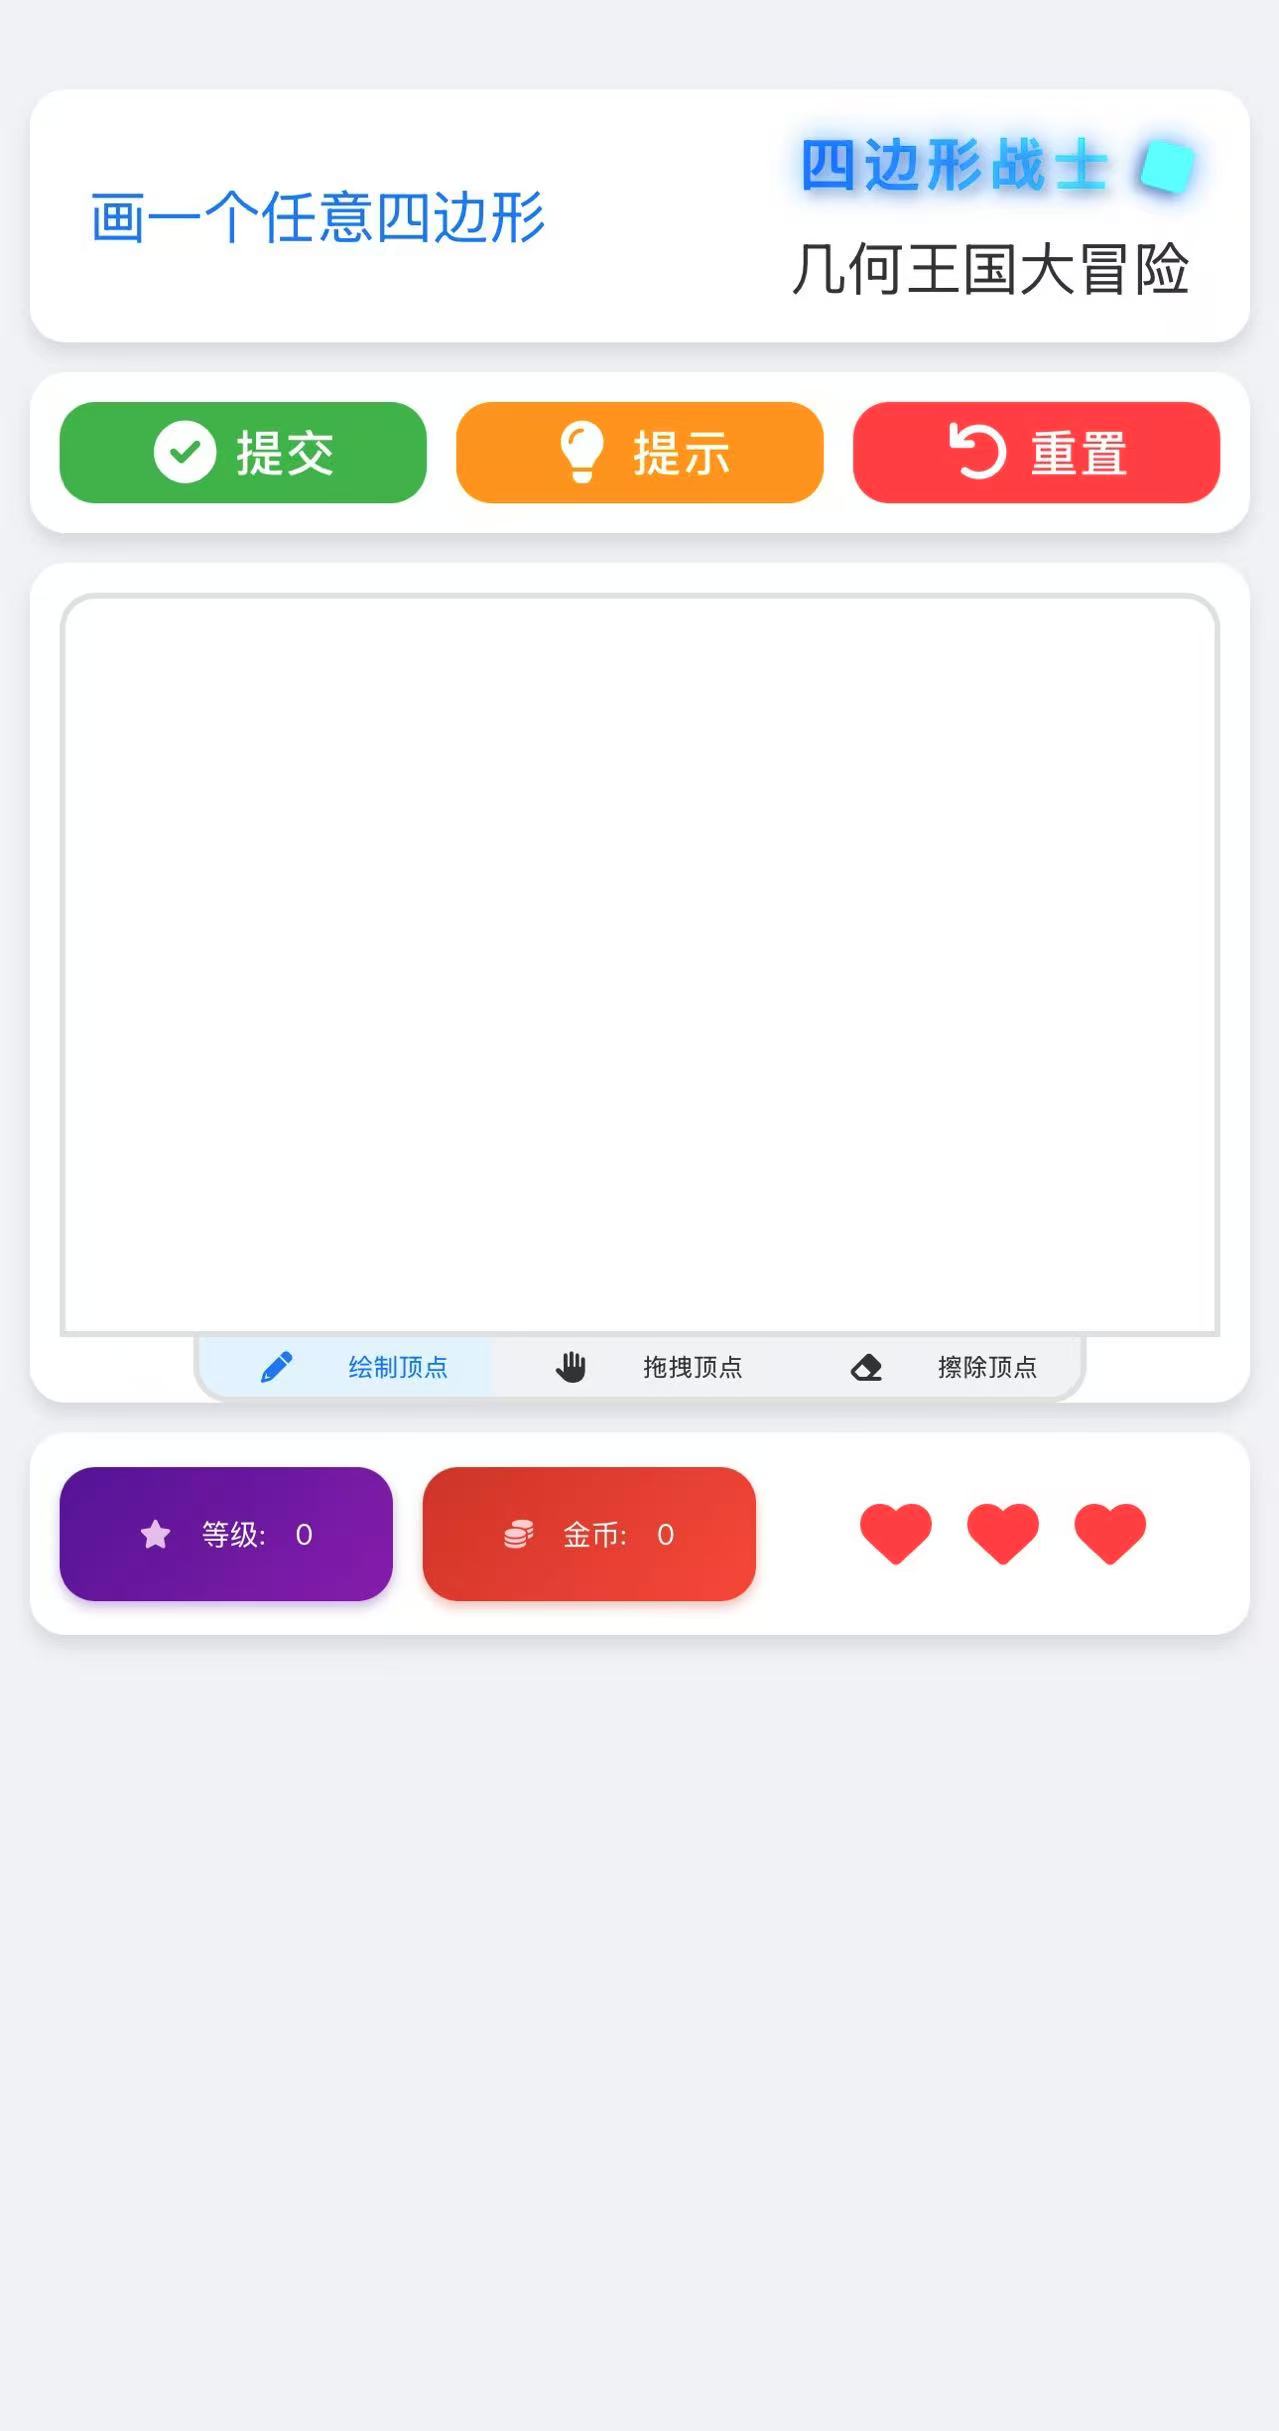 画一个任意四边形
四边形战士
几何王国大冒险
提交
提示
重置
绘制顶点
拖拽顶点
擦除顶点
等级: 0
金币: 0